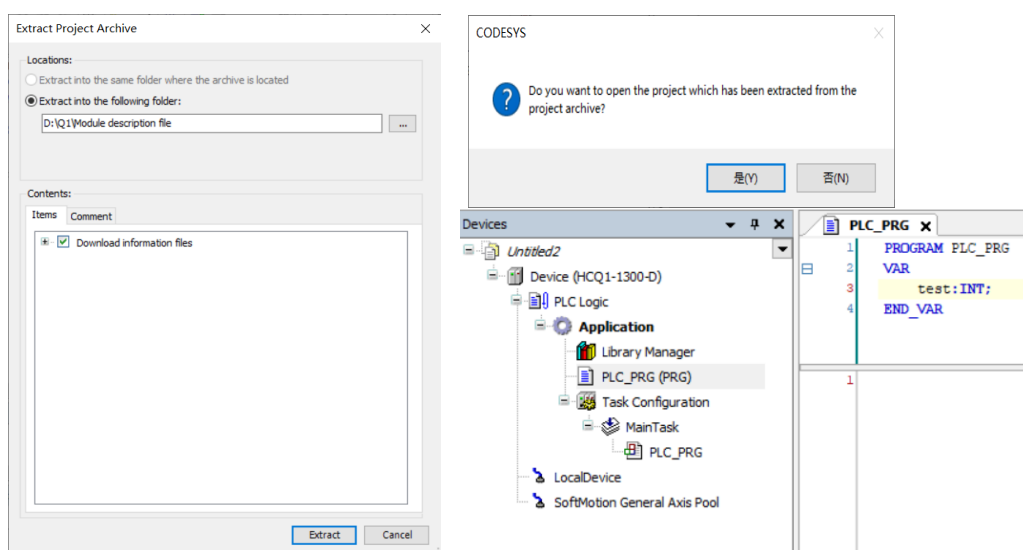 Extract Project Archive
Locations:
Extract into the same folder where the archive is located
Extract into the following folder:
D:\Q1\Module description file
...
Contents:
Items
Comment
Download information files
Extract
Cancel
CODESYS
Do you want to open the project which has been extracted from the
project archive?
是(Y)
否(N)
Devices
Untitled2
Device (HCQ1-1300-D)
PLC Logic
Application
Library Manager
PLC_PRG (PRG)
Task Configuration
MainTask
PLC_PRG
LocalDevice
SoftMotion General Axis Pool
PLC_PRG
1 PROGRAM PLC_PRG
2 VAR
3 test:INT;
4 END_VAR
1